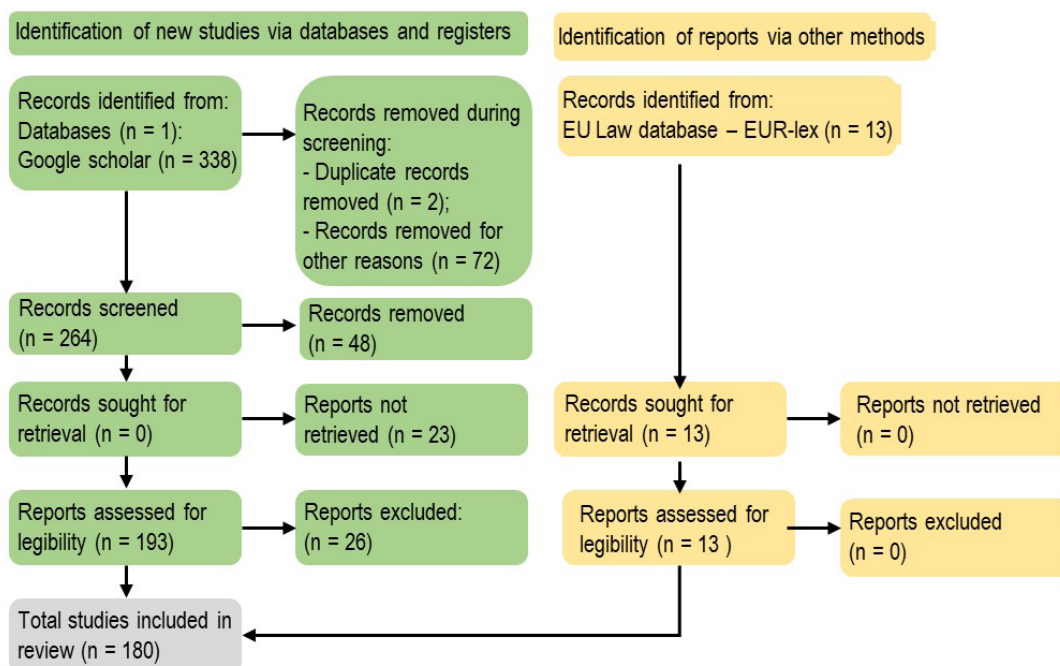 Identification of new studies via databases and registers
Identification of reports via other methods
Records identified from:
Databases (n = 1):
Google scholar (n = 338)
Records removed during
screening:
- Duplicate records
removed (n = 2);
- Records removed for
other reasons (n = 72)
Records identified from:
EU Law database – EUR-lex (n = 13)
Records screened
(n = 264)
Records removed
(n = 48)
Records sought for
retrieval (n = 0)
Reports not
retrieved (n = 23)
Records sought for
retrieval (n = 13)
Reports not retrieved
(n = 0)
Reports assessed for
legibility (n = 193)
Reports excluded:
(n = 26)
Reports assessed for
legibility (n = 13 )
Reports excluded
(n = 0)
Total studies included in
review (n = 180)